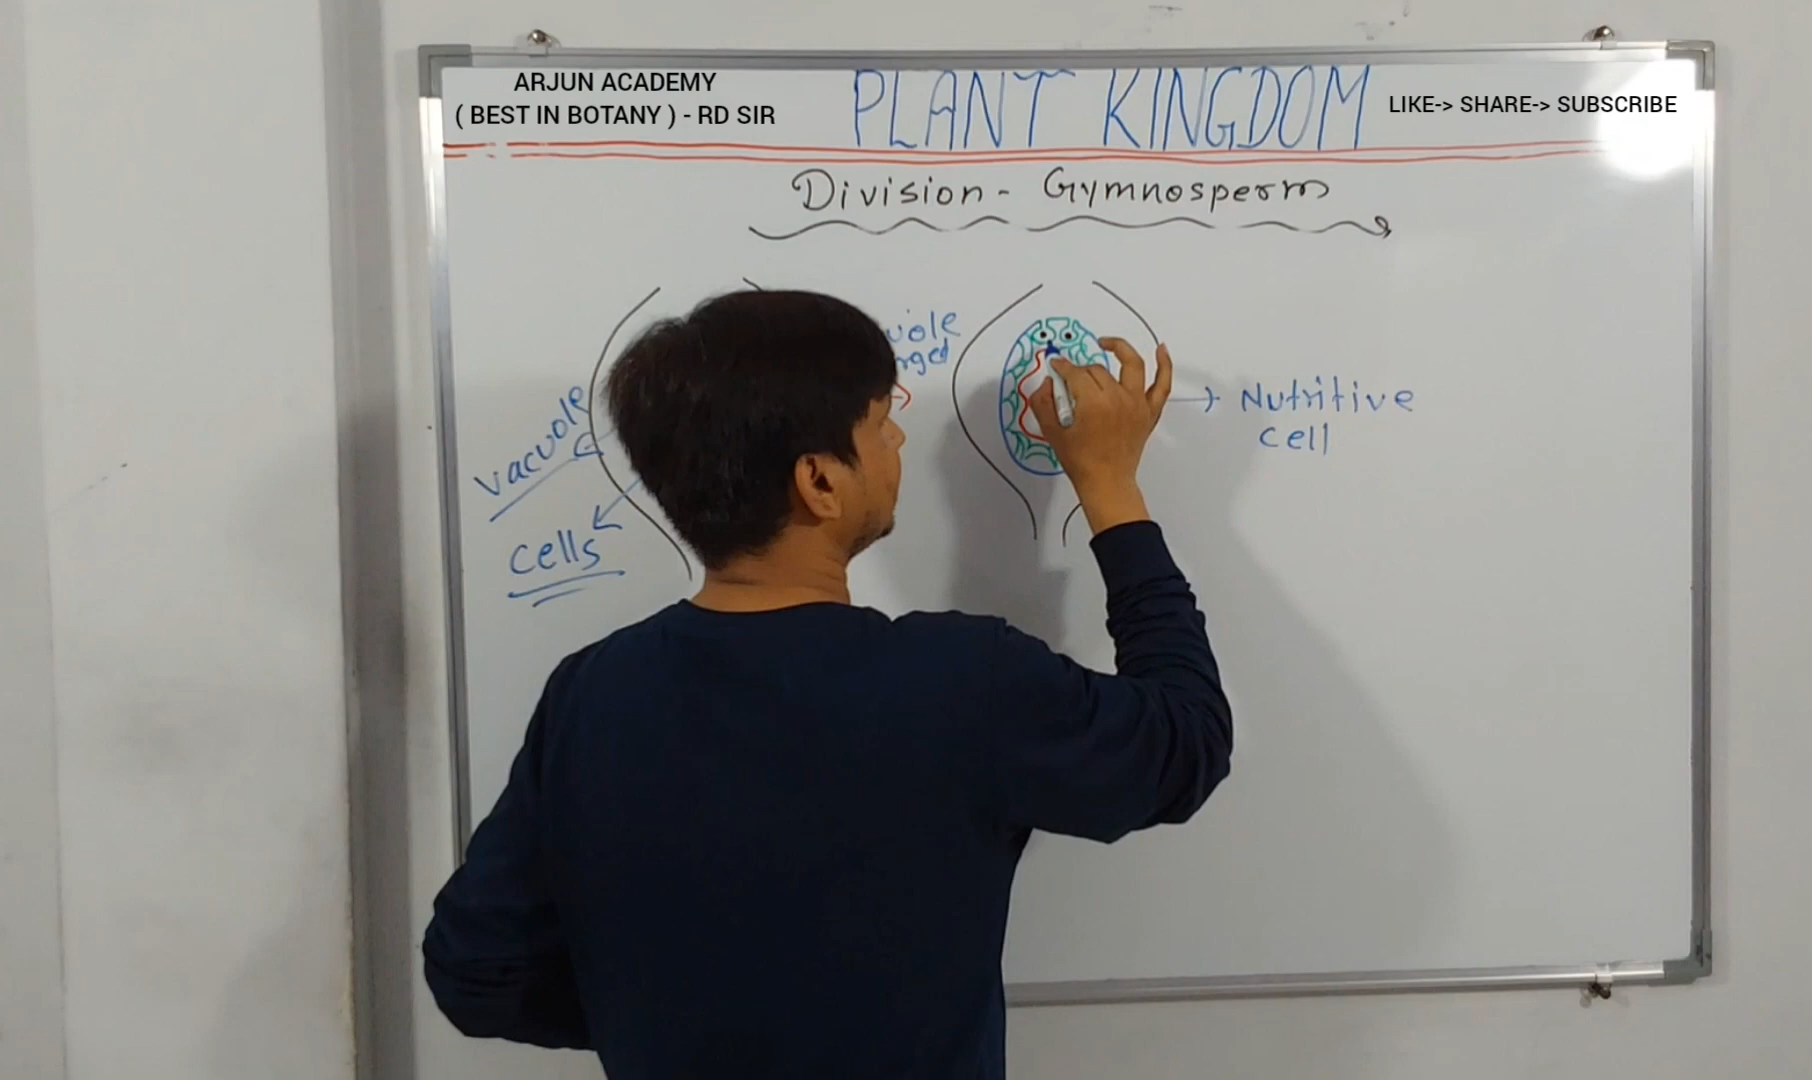 ARJUN ACADEMY
( BEST IN BOTANY ) - RD SIR
PLANT KINGDOM
LIKE-> SHARE-> SUBSCRIBE
Division - Gymnosperm
Vacuole
Cells
Nutritive
Cell